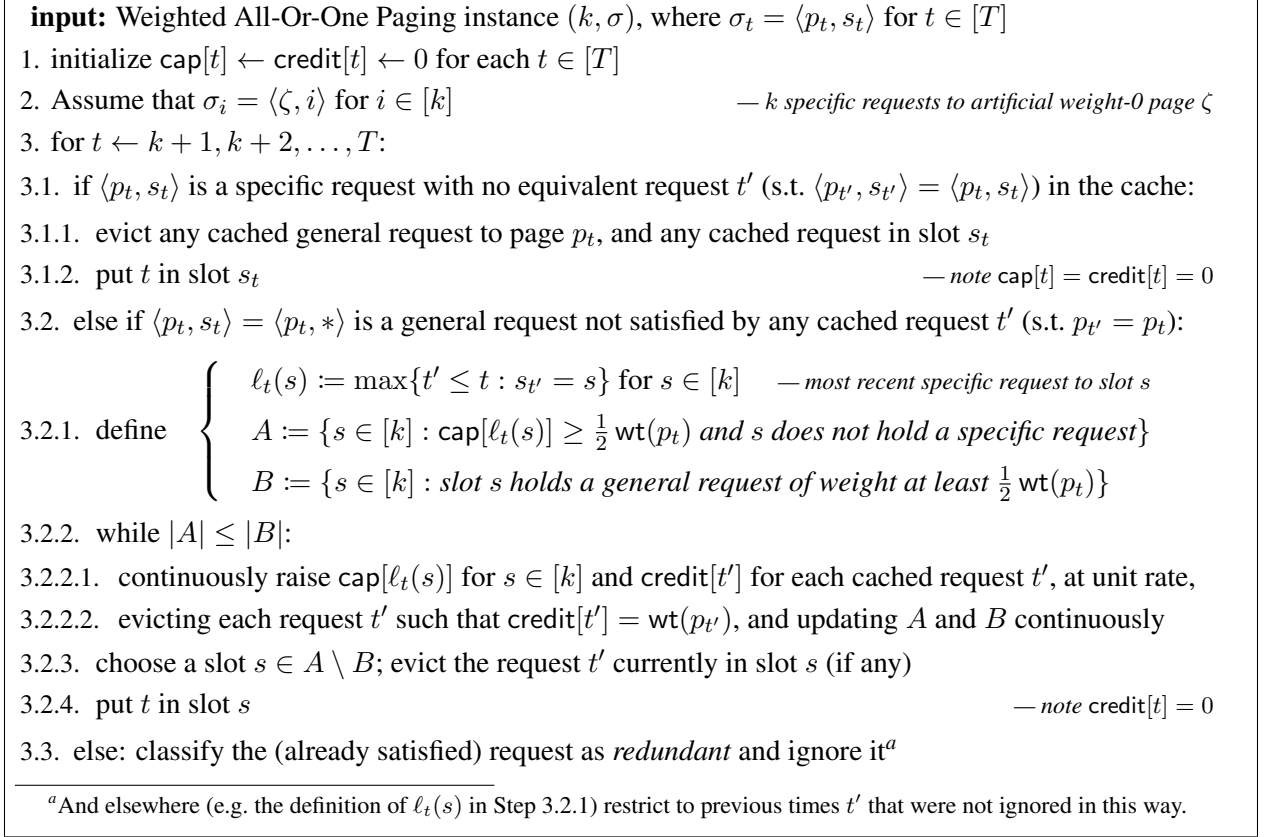 input: Weighted All-Or-One Paging instance (k, σ), where σ_t = ⟨p_t, s_t⟩ for t ∈ [T]
1. initialize cap[t] ← credit[t] ← 0 for each t ∈ [T]
2. Assume that σ_i = ⟨ζ, i⟩ for i ∈ [k] — k specific requests to artificial weight-0 page ζ
3. for t ← k + 1, k + 2, . . . , T:
3.1. if ⟨p_t, s_t⟩ is a specific request with no equivalent request t′ (s.t. ⟨p_t′, s_t′⟩ = ⟨p_t, s_t⟩) in the cache:
3.1.1. evict any cached general request to page p_t, and any cached request in slot s_t
3.1.2. put t in slot s_t — note cap[t] = credit[t] = 0
3.2. else if ⟨p_t, s_t⟩ = ⟨p_t, ∗⟩ is a general request not satisfied by any cached request t′ (s.t. p_t′ = p_t):
ℓ_t(s) ≔ max{t′ ≤ t : s_t′ = s} for s ∈ [k] — most recent specific request to slot s
3.2.1. define { A ≔ {s ∈ [k] : cap[ℓ_t(s)] ≥ ½ wt(p_t) and s does not hold a specific request}
B ≔ {s ∈ [k] : slot s holds a general request of weight at least ½ wt(p_t)}
3.2.2. while |A| ≤ |B|:
3.2.2.1. continuously raise cap[ℓ_t(s)] for s ∈ [k] and credit[t′] for each cached request t′, at unit rate,
3.2.2.2. evicting each request t′ such that credit[t′] = wt(p_t′), and updating A and B continuously
3.2.3. choose a slot s ∈ A \ B; evict the request t′ currently in slot s (if any)
3.2.4. put t in slot s — note credit[t] = 0
3.3. else: classify the (already satisfied) request as redundant and ignore it^a
^a And elsewhere (e.g. the definition of ℓ_t(s) in Step 3.2.1) restrict to previous times t′ that were not ignored in this way.